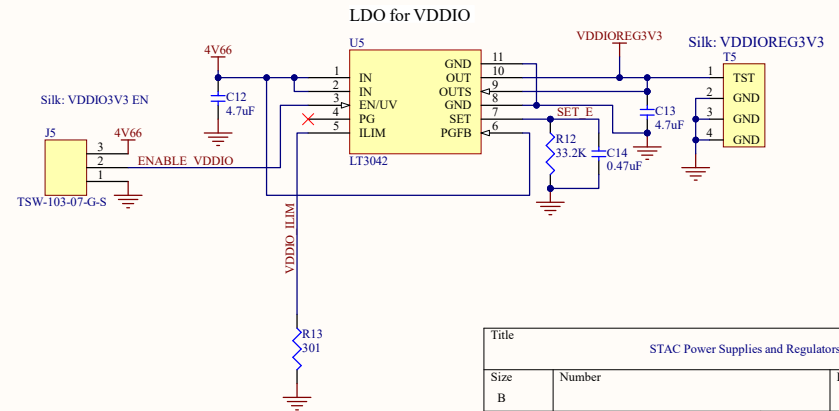 LDO for VDDIO
4V66
U5
VDDIOREG3V3
Silk: VDDIOREG3V3
T5
1 IN
2 IN
3 EN/UV
4 PG
5 ILIM
GND 11
OUT 10
OUTS 9
GND 8
SET 7
PGFB 6
LT3042
C12
4.7uF
Silk: VDDIO3V3 EN
J5
4V66
3
2
1
ENABLE_VDDIO
TSW-103-07-G-S
SET_E
R12
33.2K
C14
0.47uF
C13
4.7uF
1 TST
2 GND
3 GND
4 GND
VDDIO_ILIM
R13
301
Title
STAC Power Supplies and Regulators
Size
Number
B